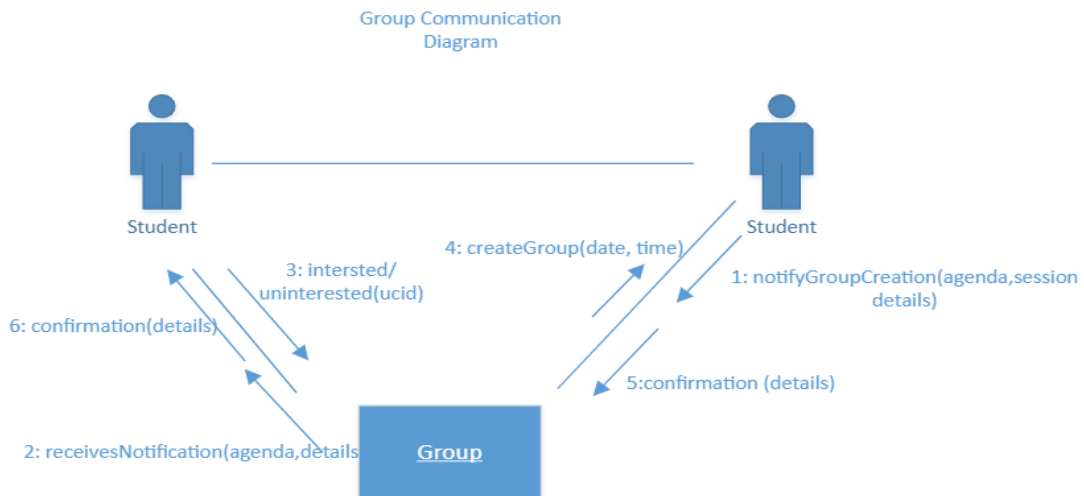 Group Communication
Diagram
Student
Student
4: createGroup(date, time)
3: intersted/
uninterested(ucid)
1: notifyGroupCreation(agenda,session
details)
6: confirmation(details)
5:confirmation (details)
2: receivesNotification(agenda,details
Group